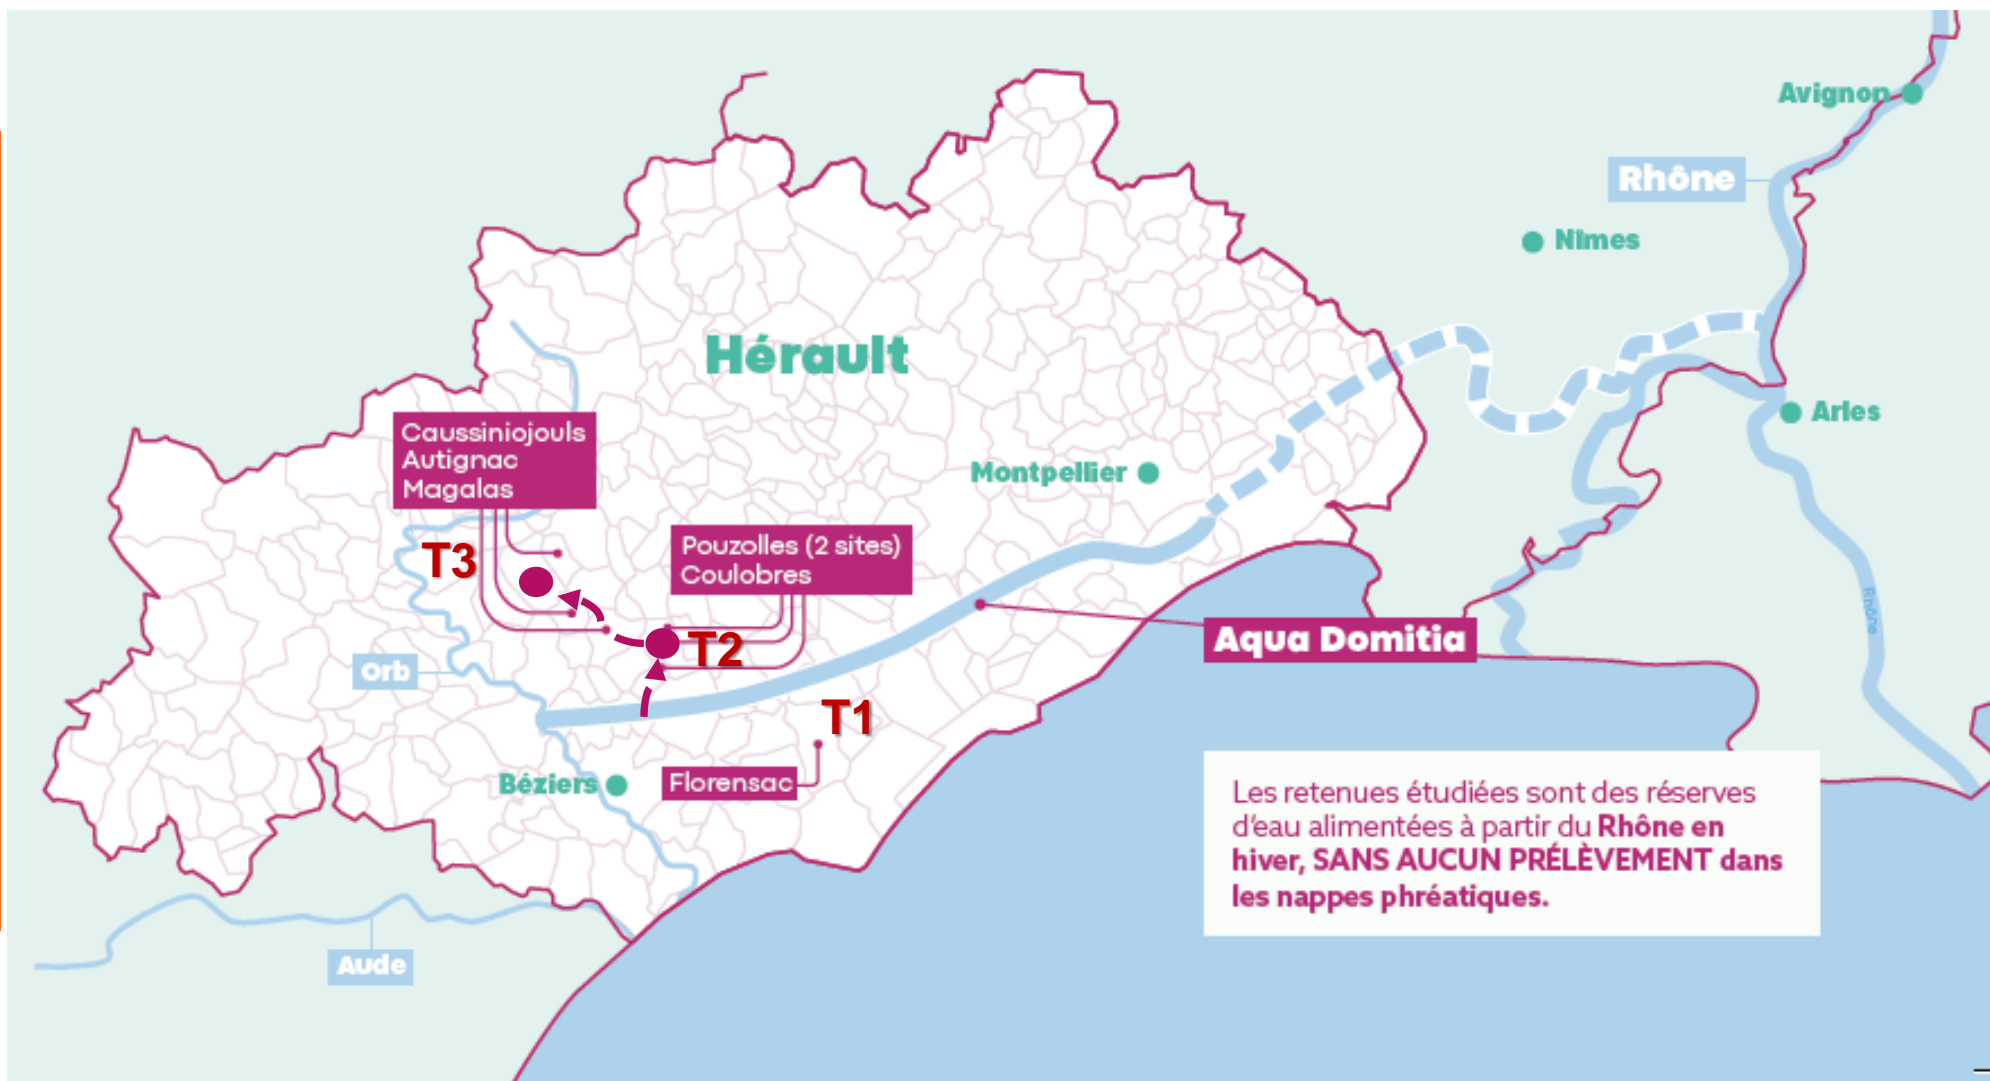 Avignon
Rhône
Nîmes
Hérault
Arles
Caussiniojouls
Autignac
Magalas
Montpellier
T3
Pouzolles (2 sites)
Coulobres
Rhône
Aqua Domitia
T2
Orb
T1
Béziers
Florensac
Les retenues étudiées sont des réserves
d'eau alimentées à partir du Rhône en
hiver, SANS AUCUN PRÉLÈVEMENT dans
les nappes phréatiques.
Aude